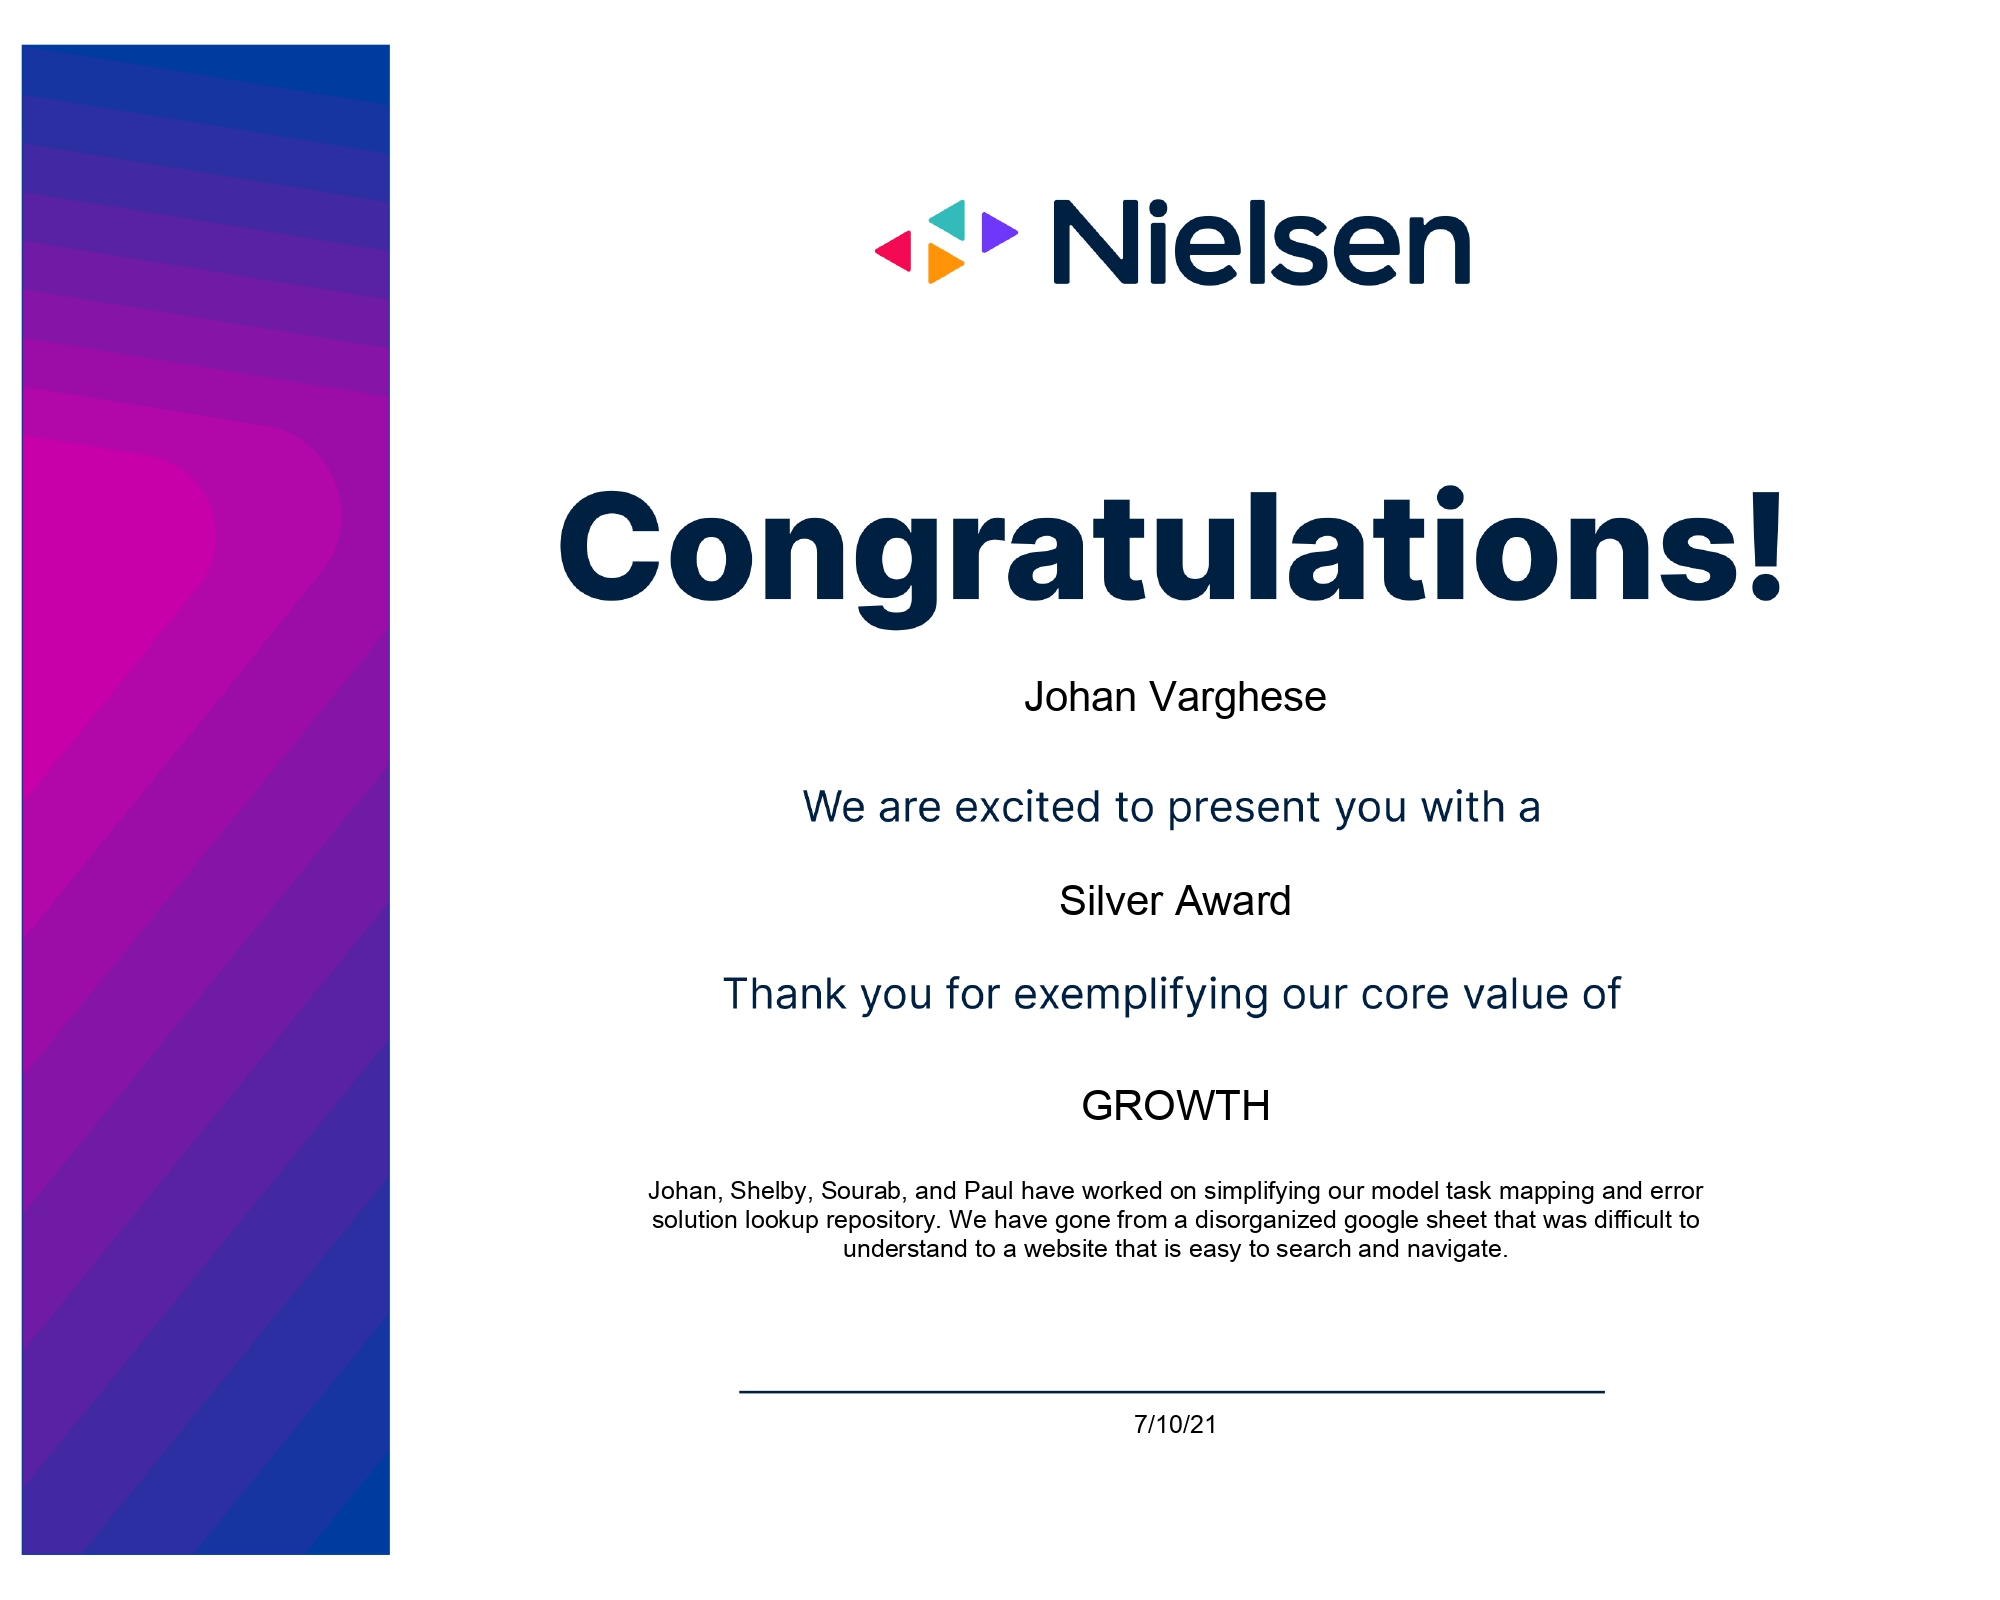 Nielsen
Congratulations!
Johan Varghese
We are excited to present you with a
Silver Award
Thank you for exemplifying our core value of
GROWTH
Johan, Shelby, Sourab, and Paul have worked on simplifying our model task mapping and error
solution lookup repository. We have gone from a disorganized google sheet that was difficult to
understand to a website that is easy to search and navigate.
7/10/21